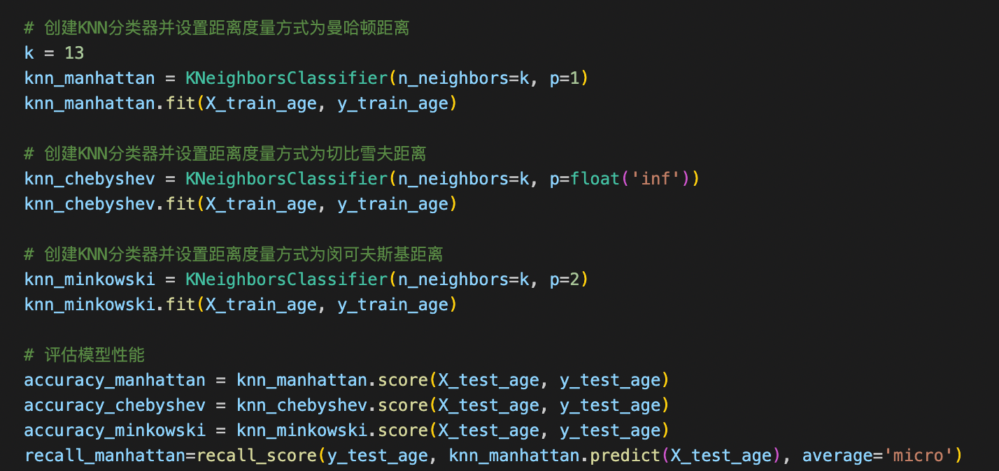 # 创建KNN分类器并设置距离度量方式为曼哈顿距离
k = 13
knn_manhattan = KNeighborsClassifier(n_neighbors=k, p=1)
knn_manhattan.fit(X_train_age, y_train_age)
# 创建KNN分类器并设置距离度量方式为切比雪夫距离
knn_chebyshev = KNeighborsClassifier(n_neighbors=k, p=float('inf'))
knn_chebyshev.fit(X_train_age, y_train_age)
# 创建KNN分类器并设置距离度量方式为闵可夫斯基距离
knn_minkowski = KNeighborsClassifier(n_neighbors=k, p=2)
knn_minkowski.fit(X_train_age, y_train_age)
# 评估模型性能
accuracy_manhattan = knn_manhattan.score(X_test_age, y_test_age)
accuracy_chebyshev = knn_chebyshev.score(X_test_age, y_test_age)
accuracy_minkowski = knn_minkowski.score(X_test_age, y_test_age)
recall_manhattan=recall_score(y_test_age, knn_manhattan.predict(X_test_age), average='micro')